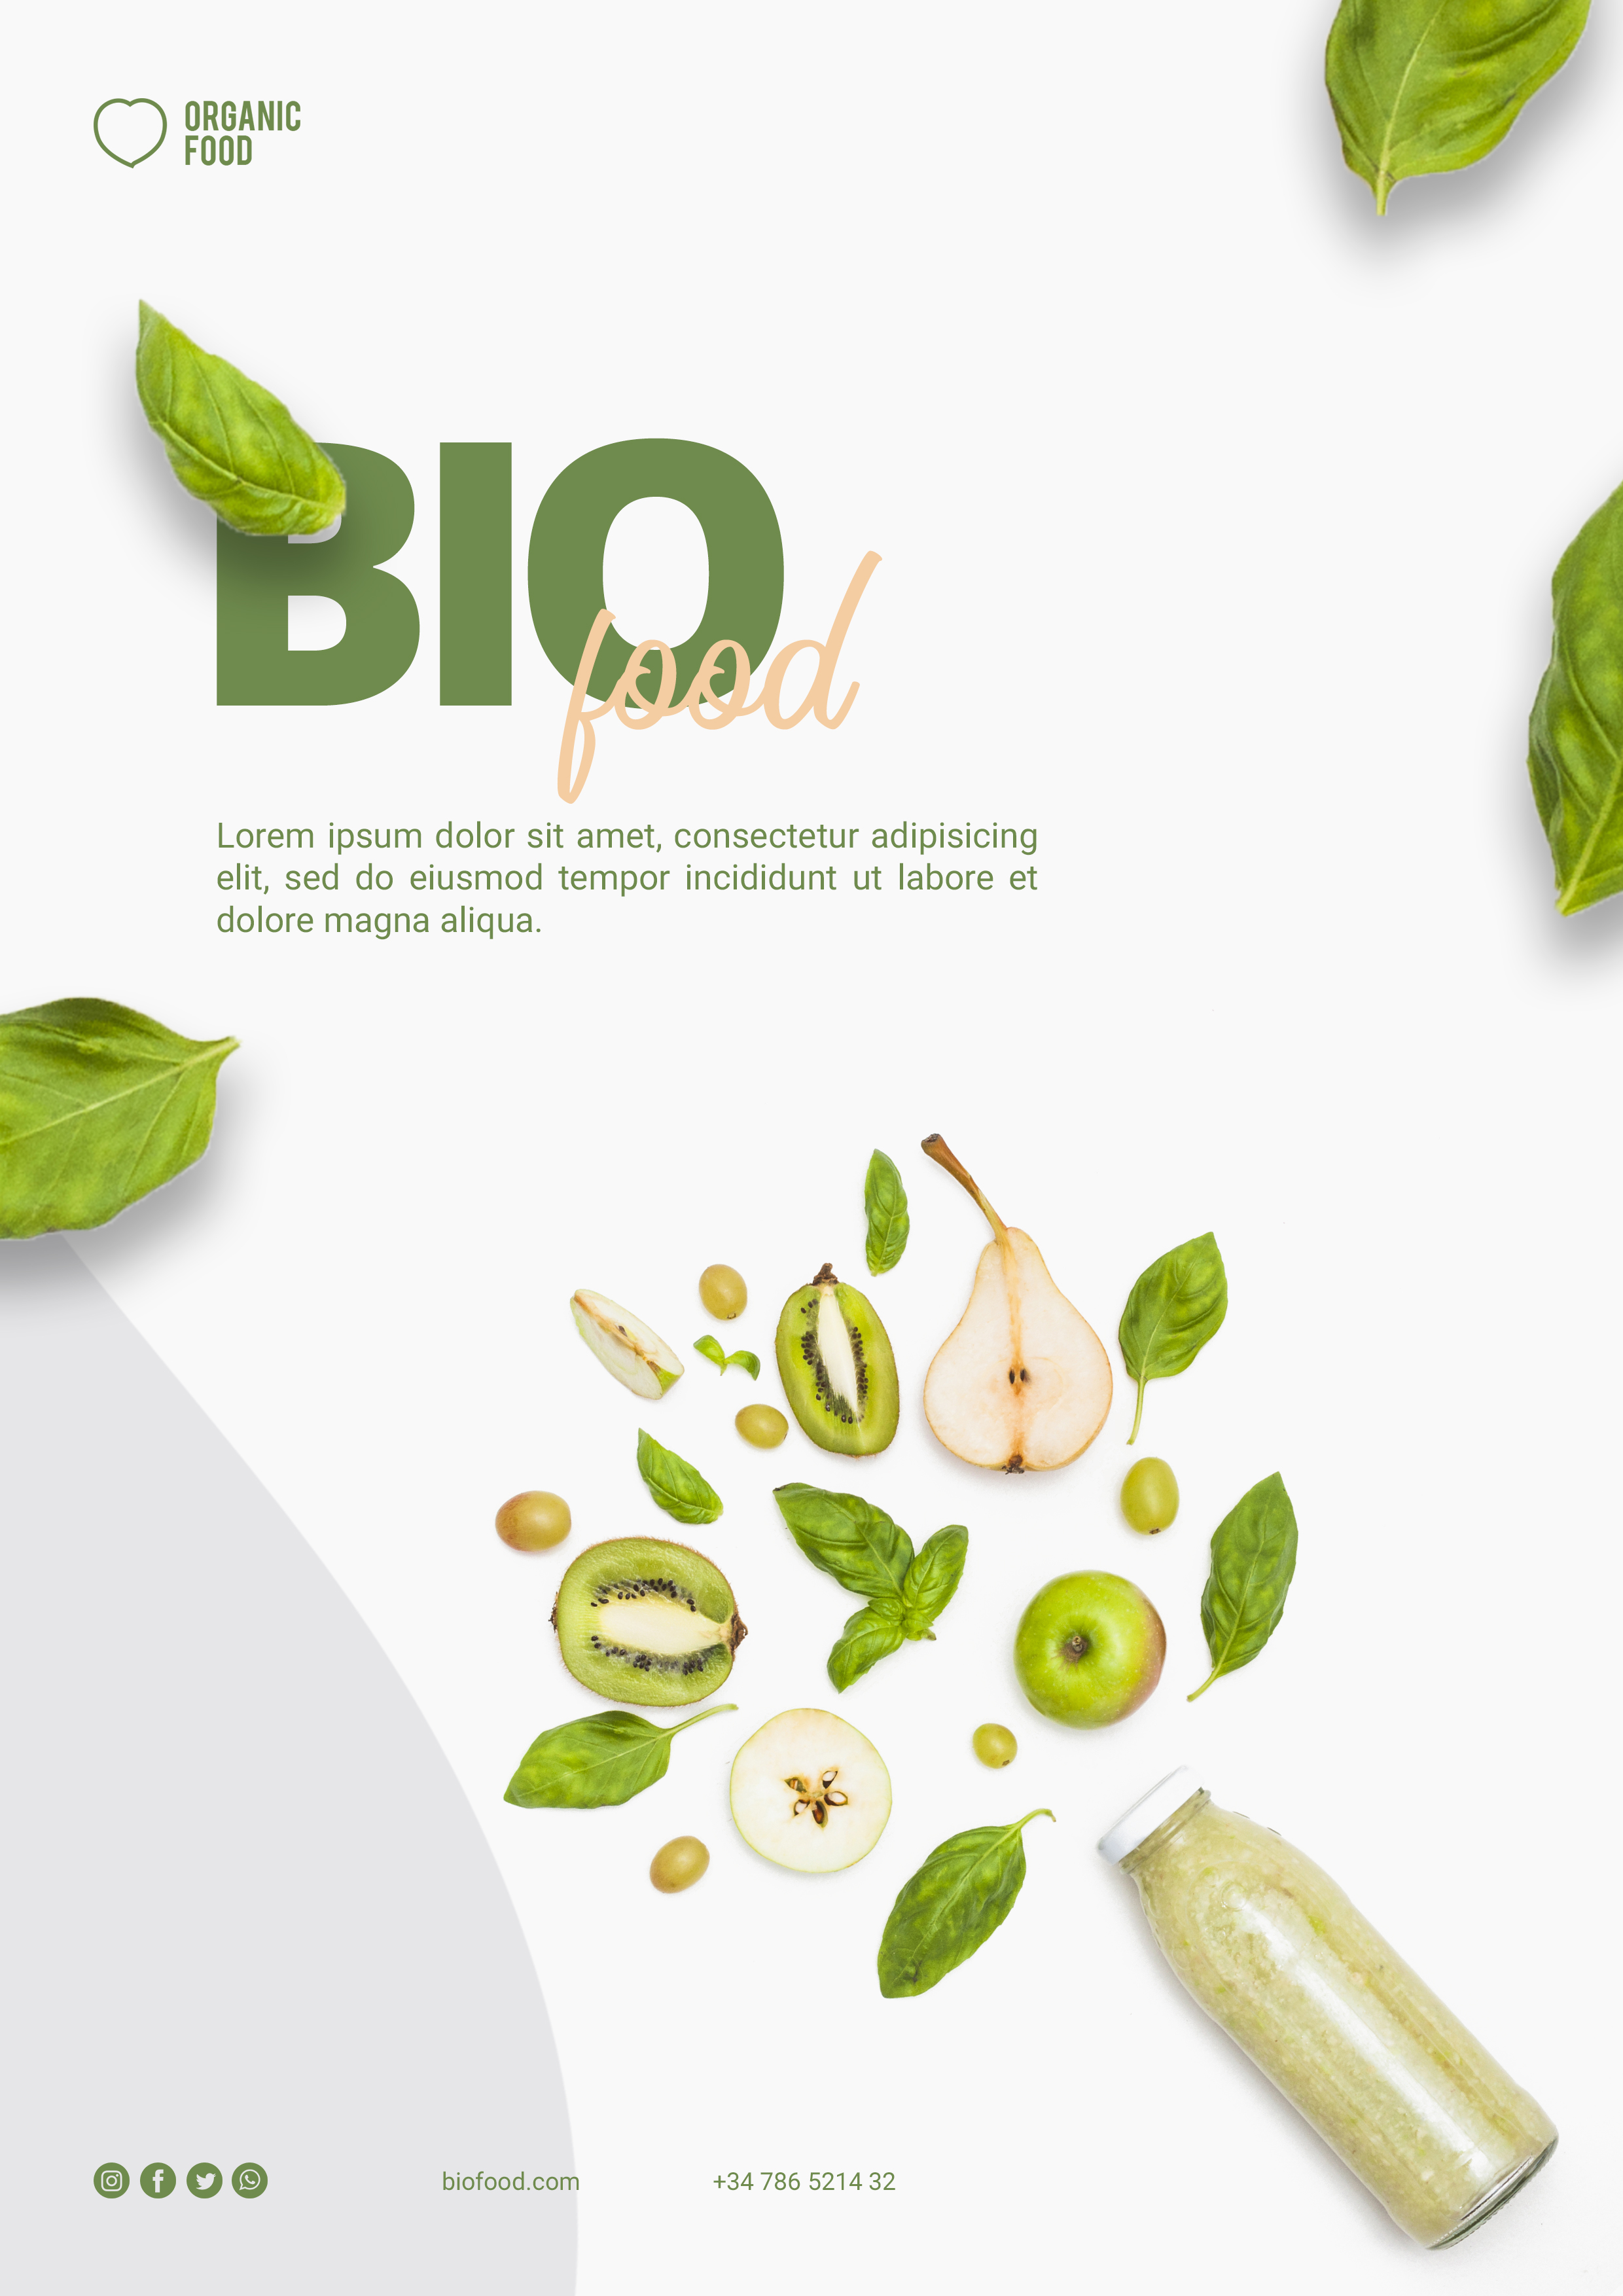 ORGANIC
FOOD
BIO
food
Lorem ipsum dolor sit amet, consectetur adipisicing
elit, sed do eiusmod tempor incididunt ut labore et
dolore magna aliqua.
biofood.com
+34 786 5214 32